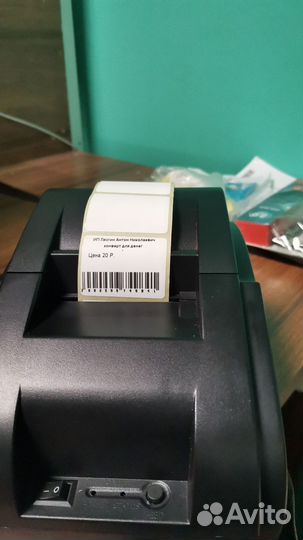 ИП Лютин Антон Николаевич
конверт для денег
Цена 20 Р.
Avito